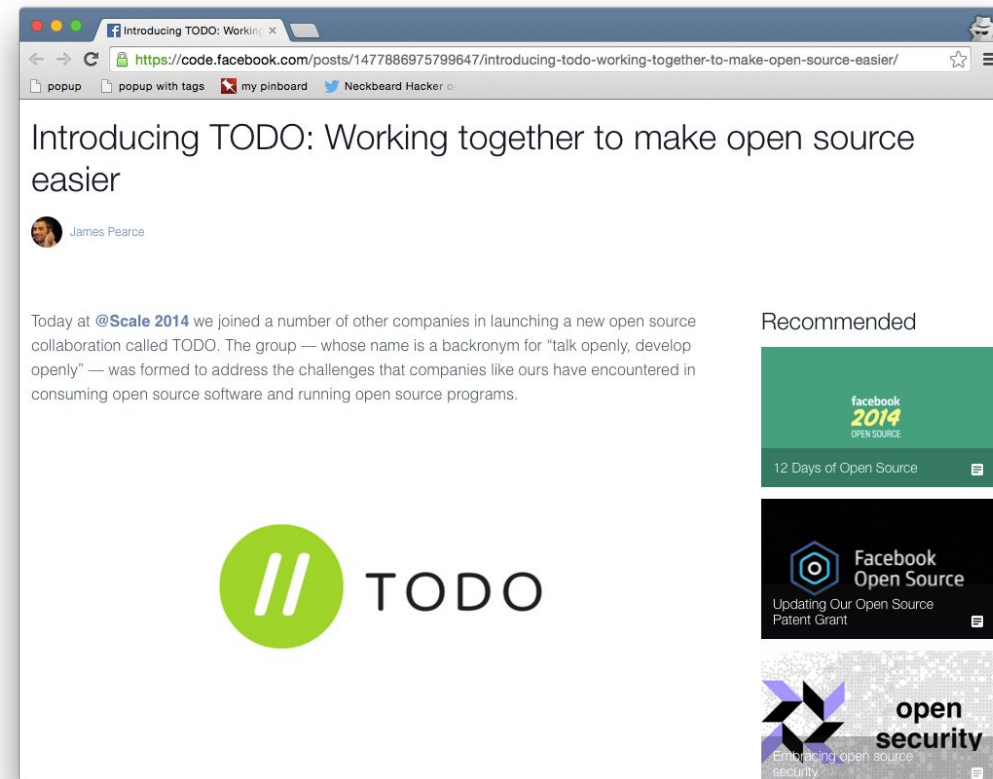 Introducing TODO: Workin
https://code.facebook.com/posts/1477886975799647/introducing-todo-working-together-to-make-open-source-easier/
popup popup with tags my pinboard Neckbeard Hacker
Introducing TODO: Working together to make open source
easier
James Pearce
Today at @Scale 2014 we joined a number of other companies in launching a new open source
collaboration called TODO. The group — whose name is a backronym for “talk openly, develop
openly” — was formed to address the challenges that companies like ours have encountered in
consuming open source software and running open source programs.
// TODO
Recommended
facebook
2014
OPEN SOURCE
12 Days of Open Source
Facebook
Open Source
Updating Our Open Source
Patent Grant
open
security
Embracing open source
security